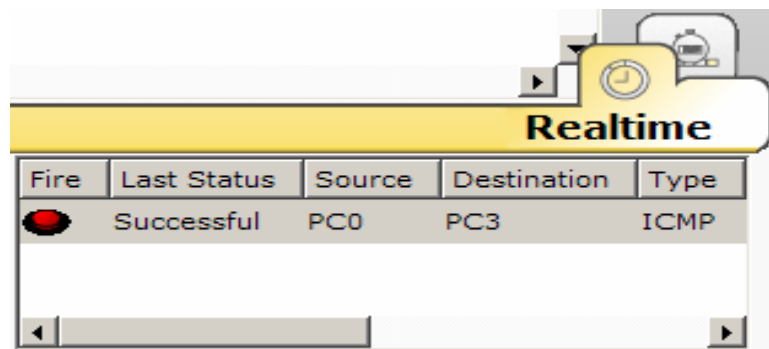 Realtime
Fire Last Status Source Destination Type
Successful PC0 PC3 ICMP